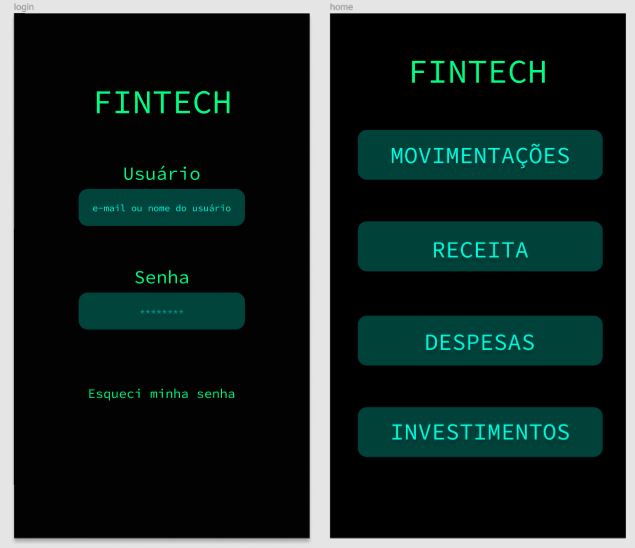 login
FINTECH
Usuário
e-mail ou nome do usuário
Senha
********
Esqueci minha senha
home
FINTECH
MOVIMENTAÇÕES
RECEITA
DESPESAS
INVESTIMENTOS